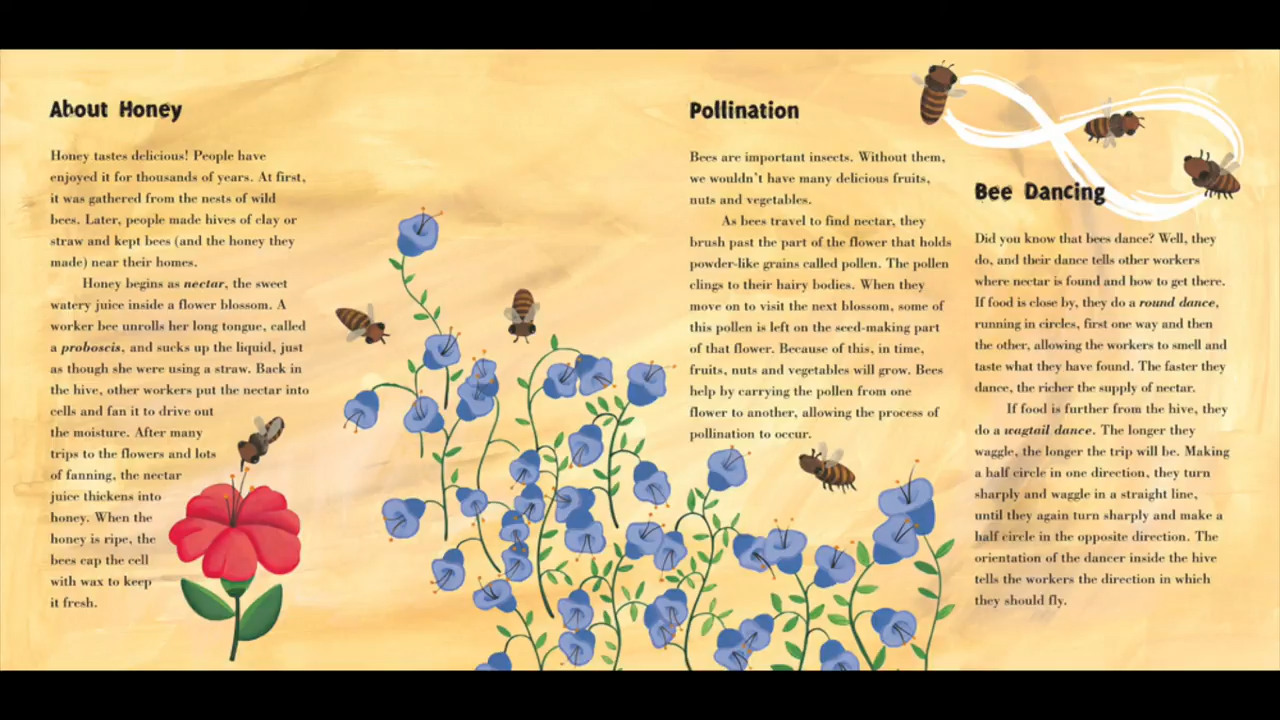 About Honey
Honey tastes delicious! People have
enjoyed it for thousands of years. At first,
it was gathered from the nests of wild
bees. Later, people made hives of clay or
straw and kept bees (and the honey they
made) near their homes.
Honey begins as nectar, the sweet
watery juice inside a flower blossom. A
worker bee unrolls her long tongue, called
a proboscis, and sucks up the liquid, just
as though she were using a straw. Back in
the hive, other workers put the nectar into
cells and fan it to drive out
the moisture. After many
trips to the flowers and lots
of fanning, the nectar
juice thickens into
honey. When the
honey is ripe, the
bees cap the cell
with wax to keep
it fresh.
Pollination
Bees are important insects. Without them,
we wouldn't have many delicious fruits,
nuts and vegetables.
As bees travel to find nectar, they
brush past the part of the flower that holds
powder-like grains called pollen. The pollen
clings to their hairy bodies. When they
move on to visit the next blossom, some of
this pollen is left on the seed-making part
of that flower. Because of this, in time,
fruits, nuts and vegetables will grow. Bees
help by carrying the pollen from one
flower to another, allowing the process of
pollination to occur.
Bee Dancing
Did you know that bees dance? Well, they
do, and their dance tells other workers
where nectar is found and how to get there.
If food is close by, they do a round dance,
running in circles, first one way and then
the other, allowing the workers to smell and
taste what they have found. The faster they
dance, the richer the supply of nectar.
If food is further from the hive, they
do a wagtail dance. The longer they
waggle, the longer the trip will be. Making
a half circle in one direction, they turn
sharply and waggle in a straight line,
until they again turn sharply and make a
half circle in the opposite direction. The
orientation of the dancer inside the hive
tells the workers the direction in which
they should fly.